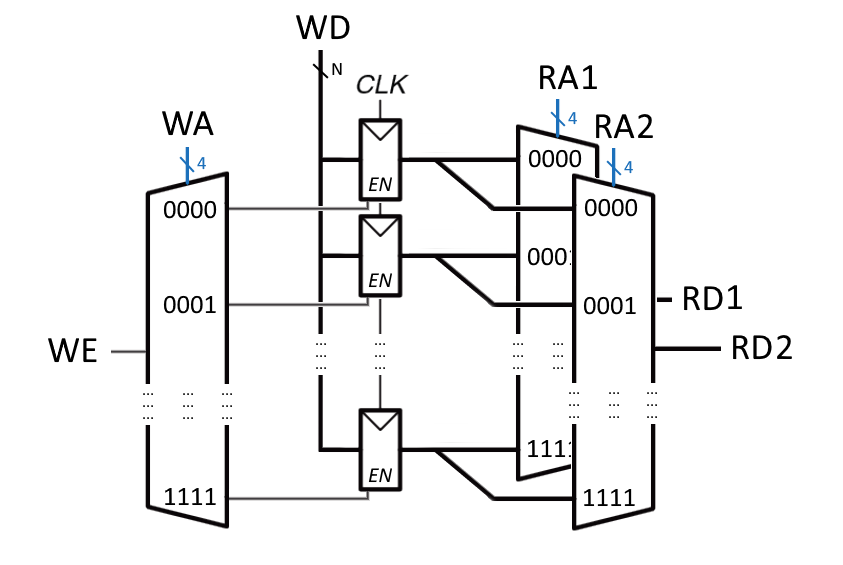 WD
N
CLK
RA1
4
WA
4
RA2
4
0000
EN
0000
0000
0001
EN
0001
0001
RD1
WE
RD2
...
...
...
1111
EN
1111
1111